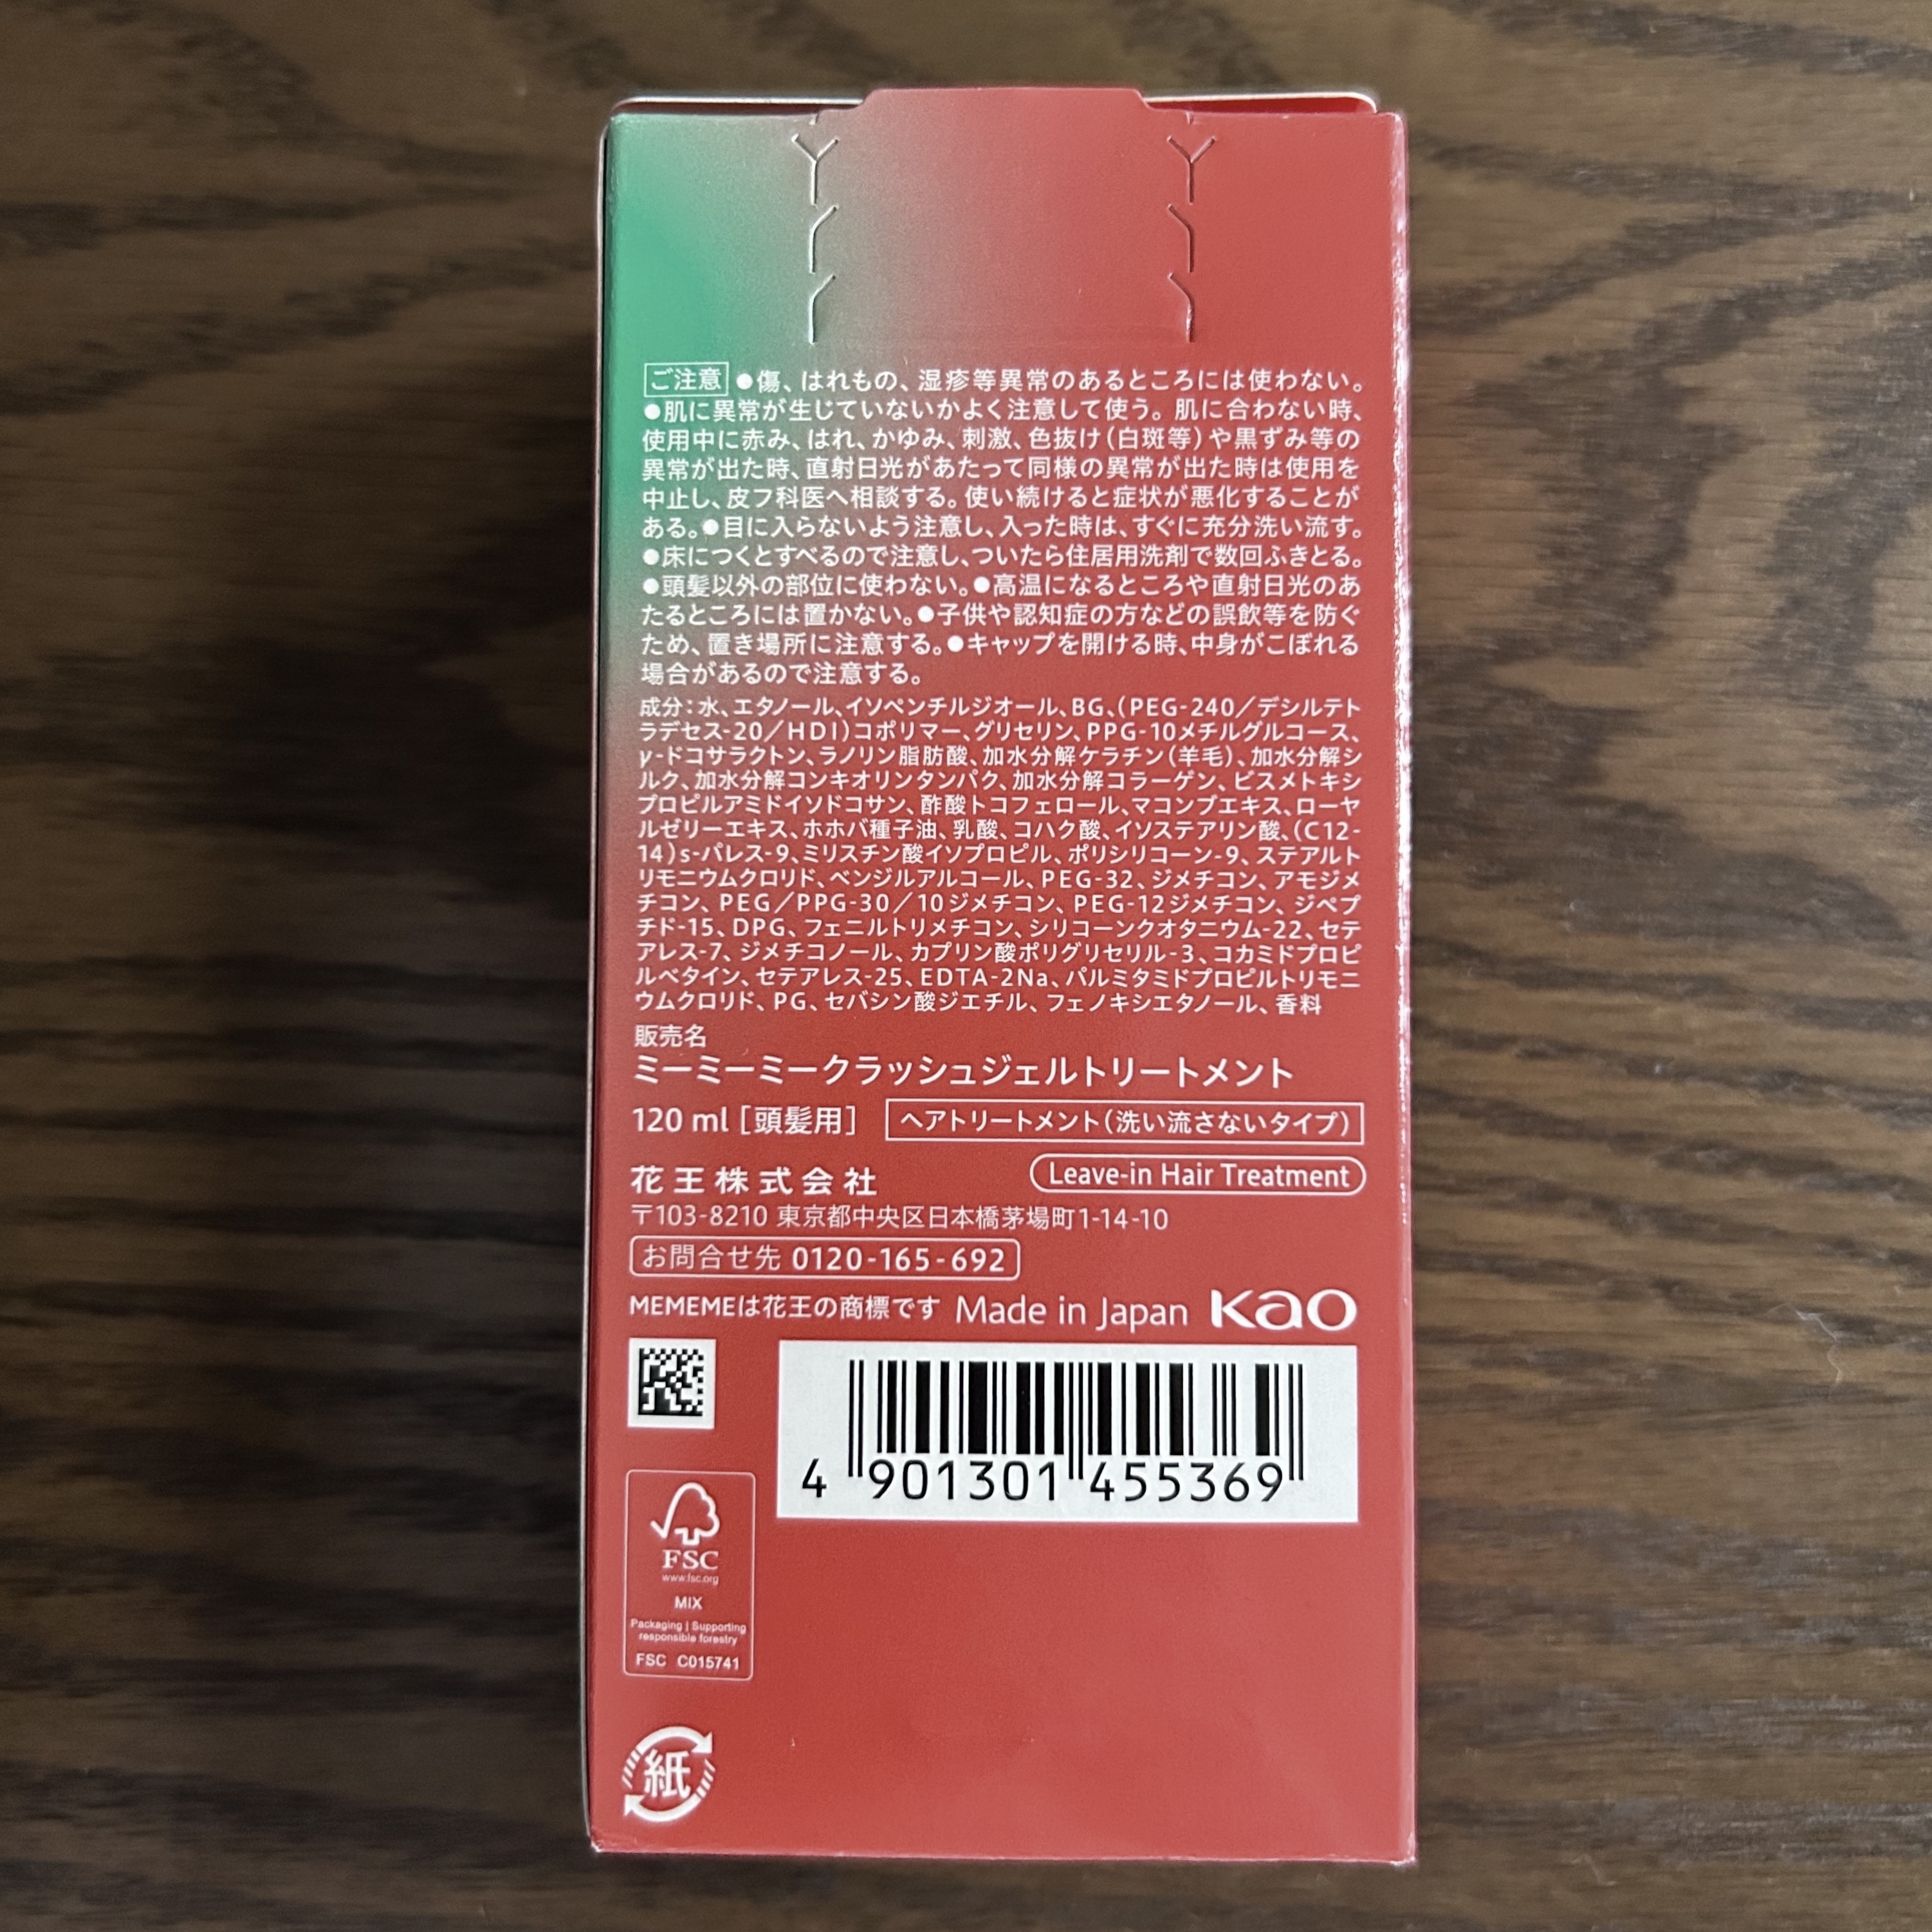 ご注意 ●傷、はれもの、湿疹等異常のあるところには使わない。
●肌に異常が生じていないかよく注意して使う。肌に合わない時、
使用中に赤み、はれ、かゆみ、刺激、色抜け(白斑等)や黒ずみ等の
異常が出た時、直射日光があたって同様の異常が出た時は使用を
中止し、皮フ科医へ相談する。使い続けると症状が悪化することが
ある。●目に入らないよう注意し、入った時は、すぐに充分洗い流す。
●床につくとすべるので注意し、ついたら住居用洗剤で数回ふきとる。
●頭髪以外の部位に使わない。●高温になるところや直射日光のあ
たるところには置かない。●子供や認知症の方などの誤飲等を防ぐ
ため、置き場所に注意する。●キャップを開ける時、中身がこぼれる
場合があるので注意する。
成分:水、エタノール、イソペンチルジオール、BG、(PEG-240/デシルテト
ラデセス-20/HDI)コポリマー、グリセリン、PPG-10メチルグルコース、
γ-ドコサラクトン、ラノリン脂肪酸、加水分解ケラチン(羊毛)、加水分解シ
ルク、加水分解コンキオリンタンパク、加水分解コラーゲン、ビスメトキシ
プロピルアミドイソドコサン、酢酸トコフェロール、マコンブエキス、ローヤ
ルゼリーエキス、ホホバ種子油、乳酸、コハク酸、イソステアリン酸、(C12-
14)s-パレス-9、ミリスチン酸イソプロピル、ポリシリコーン-9、ステアルト
リモニウムクロリド、ベンジルアルコール、PEG-32、ジメチコン、アモジメ
チコン、PEG/PPG-30/10ジメチコン、PEG-12ジメチコン、ジペプ
チド-15、DPG、フェニルトリメチコン、シリコーンクオタニウム-22、セテ
アレス-7、ジメチコノール、カプリン酸ポリグリセリル-3、コカミドプロピ
ルベタイン、セテアレス-25、EDTA-2Na、パルミタミドプロピルトリモニ
ウムクロリド、PG、セバシン酸ジエチル、フェノキシエタノール、香料
販売名
ミーミーミークラッシュジェルトリートメント
120 ml [頭髪用] ヘアトリートメント(洗い流さないタイプ)
花王株式会社 Leave-in Hair Treatment
〒103-8210 東京都中央区日本橋茅場町1-14-10
お問合せ先 0120-165-692
MEMEMEは花王の商標です Made in Japan Kao
4 901301 455369
FSC
www.fsc.org
MIX
Packaging | Supporting
responsible forestry
FSC C015741
紙